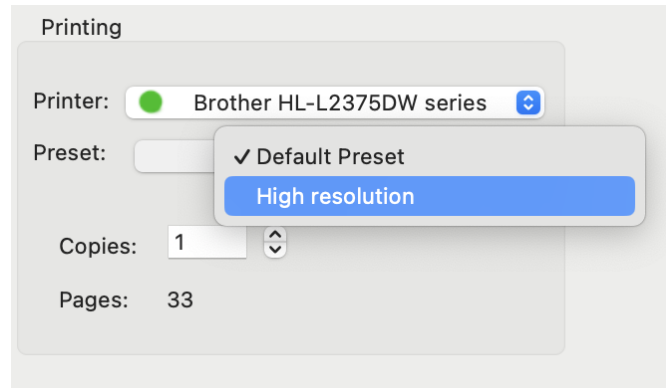 Printing
Printer: Brother HL-L2375DW series
Preset: ✓ Default Preset
High resolution
Copies: 1
Pages: 33